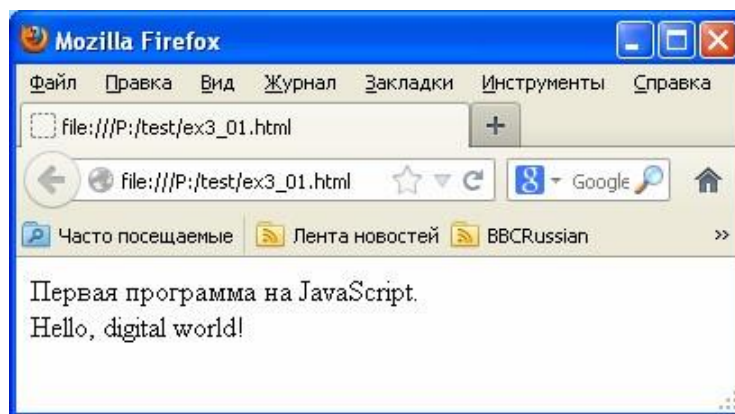 Mozilla Firefox
Файл Правка Вид Журнал Закладки Инструменты Справка
file:///P:/test/ex3_01.html
file:///P:/test/ex3_01.html Google
Часто посещаемые Лента новостей BBCRussian
Первая программа на JavaScript.
Hello, digital world!